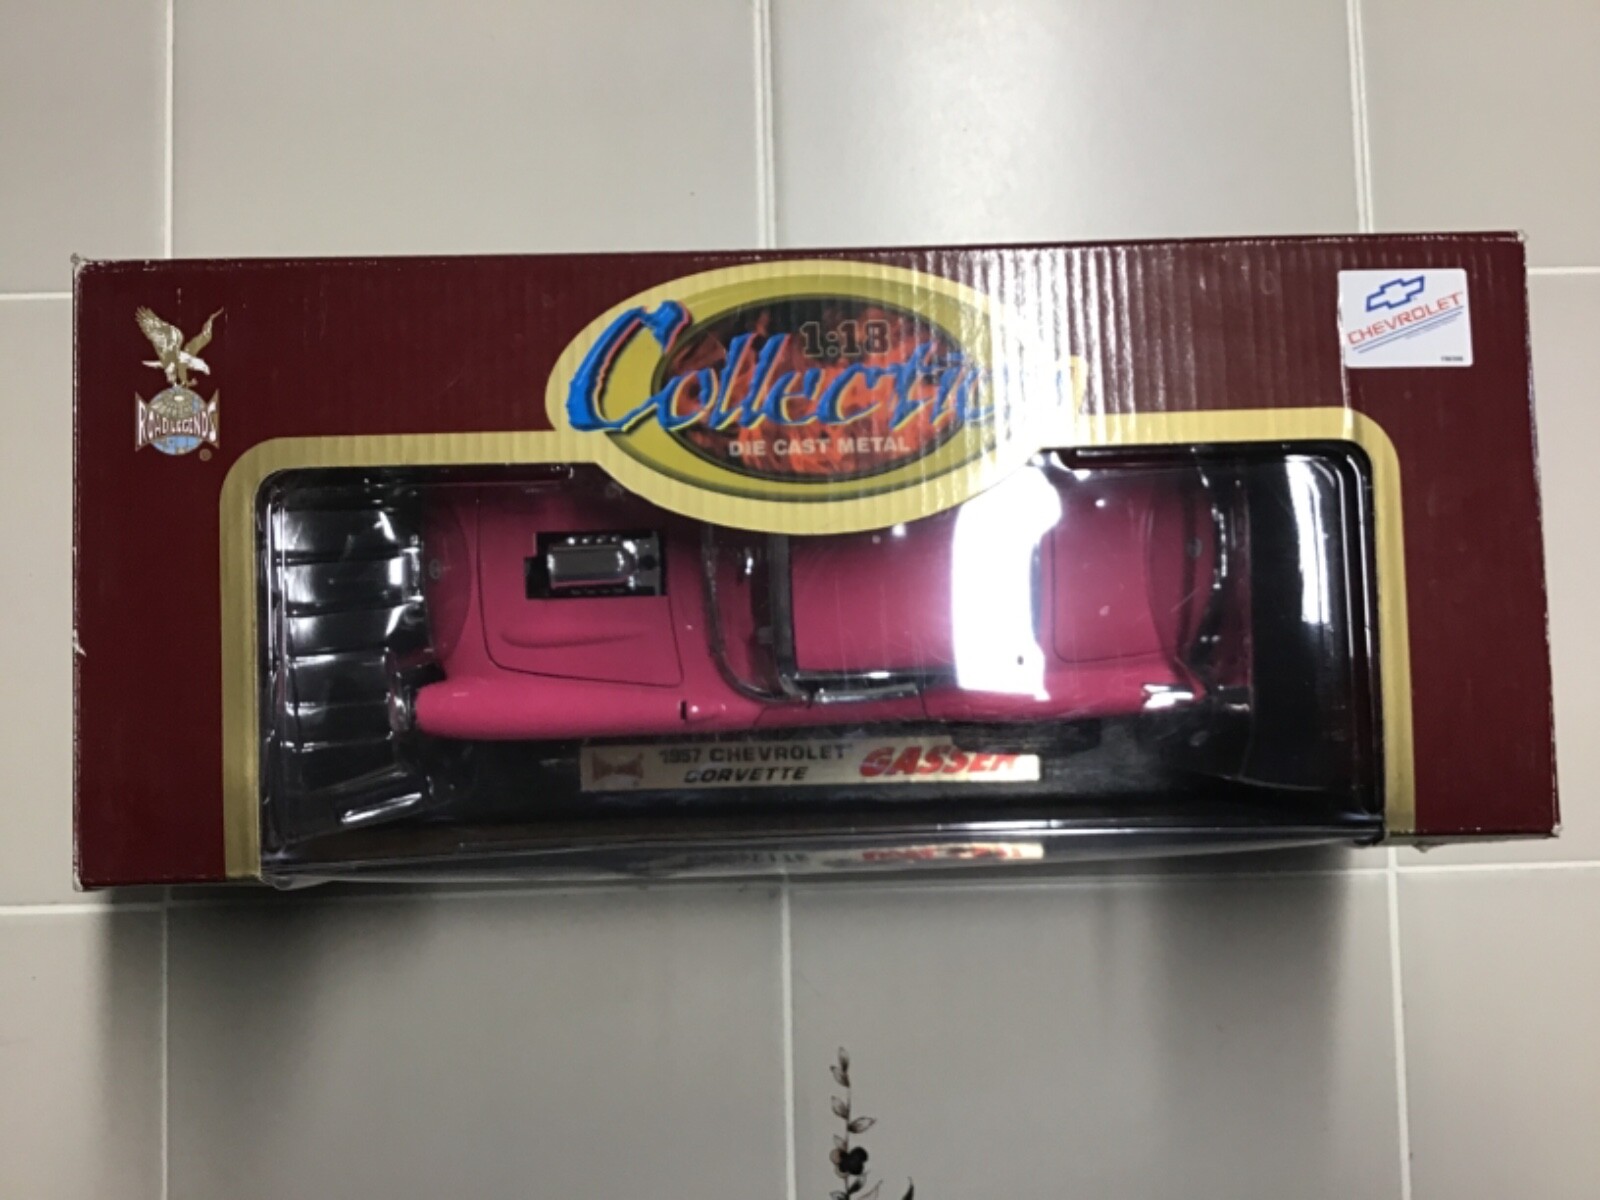 ROAD LEGENDS
®
1:18
Collection
DIE CAST METAL
CHEVROLET
1957 CHEVROLET
CORVETTE
GASSER